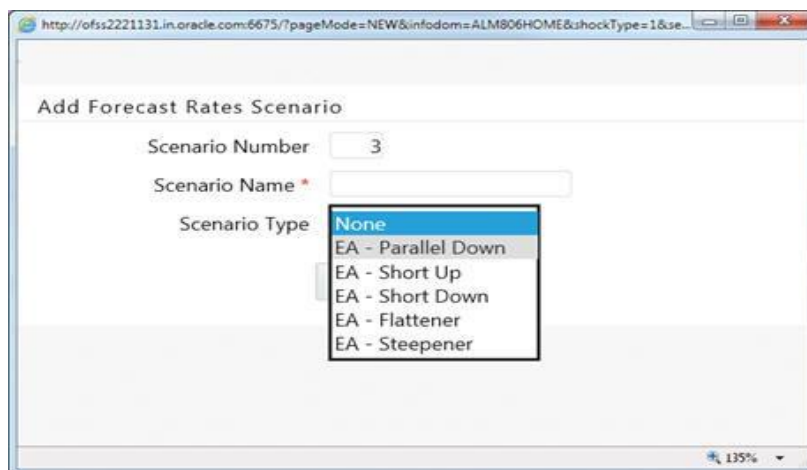 http://ofss2221131.in.oracle.com:6675/?pageMode=NEW&infodom=ALM806HOME&shockType=1&se...
Add Forecast Rates Scenario
Scenario Number 3
Scenario Name *
Scenario Type None
EA - Parallel Down
EA - Short Up
EA - Short Down
EA - Flattener
EA - Steepener
135%